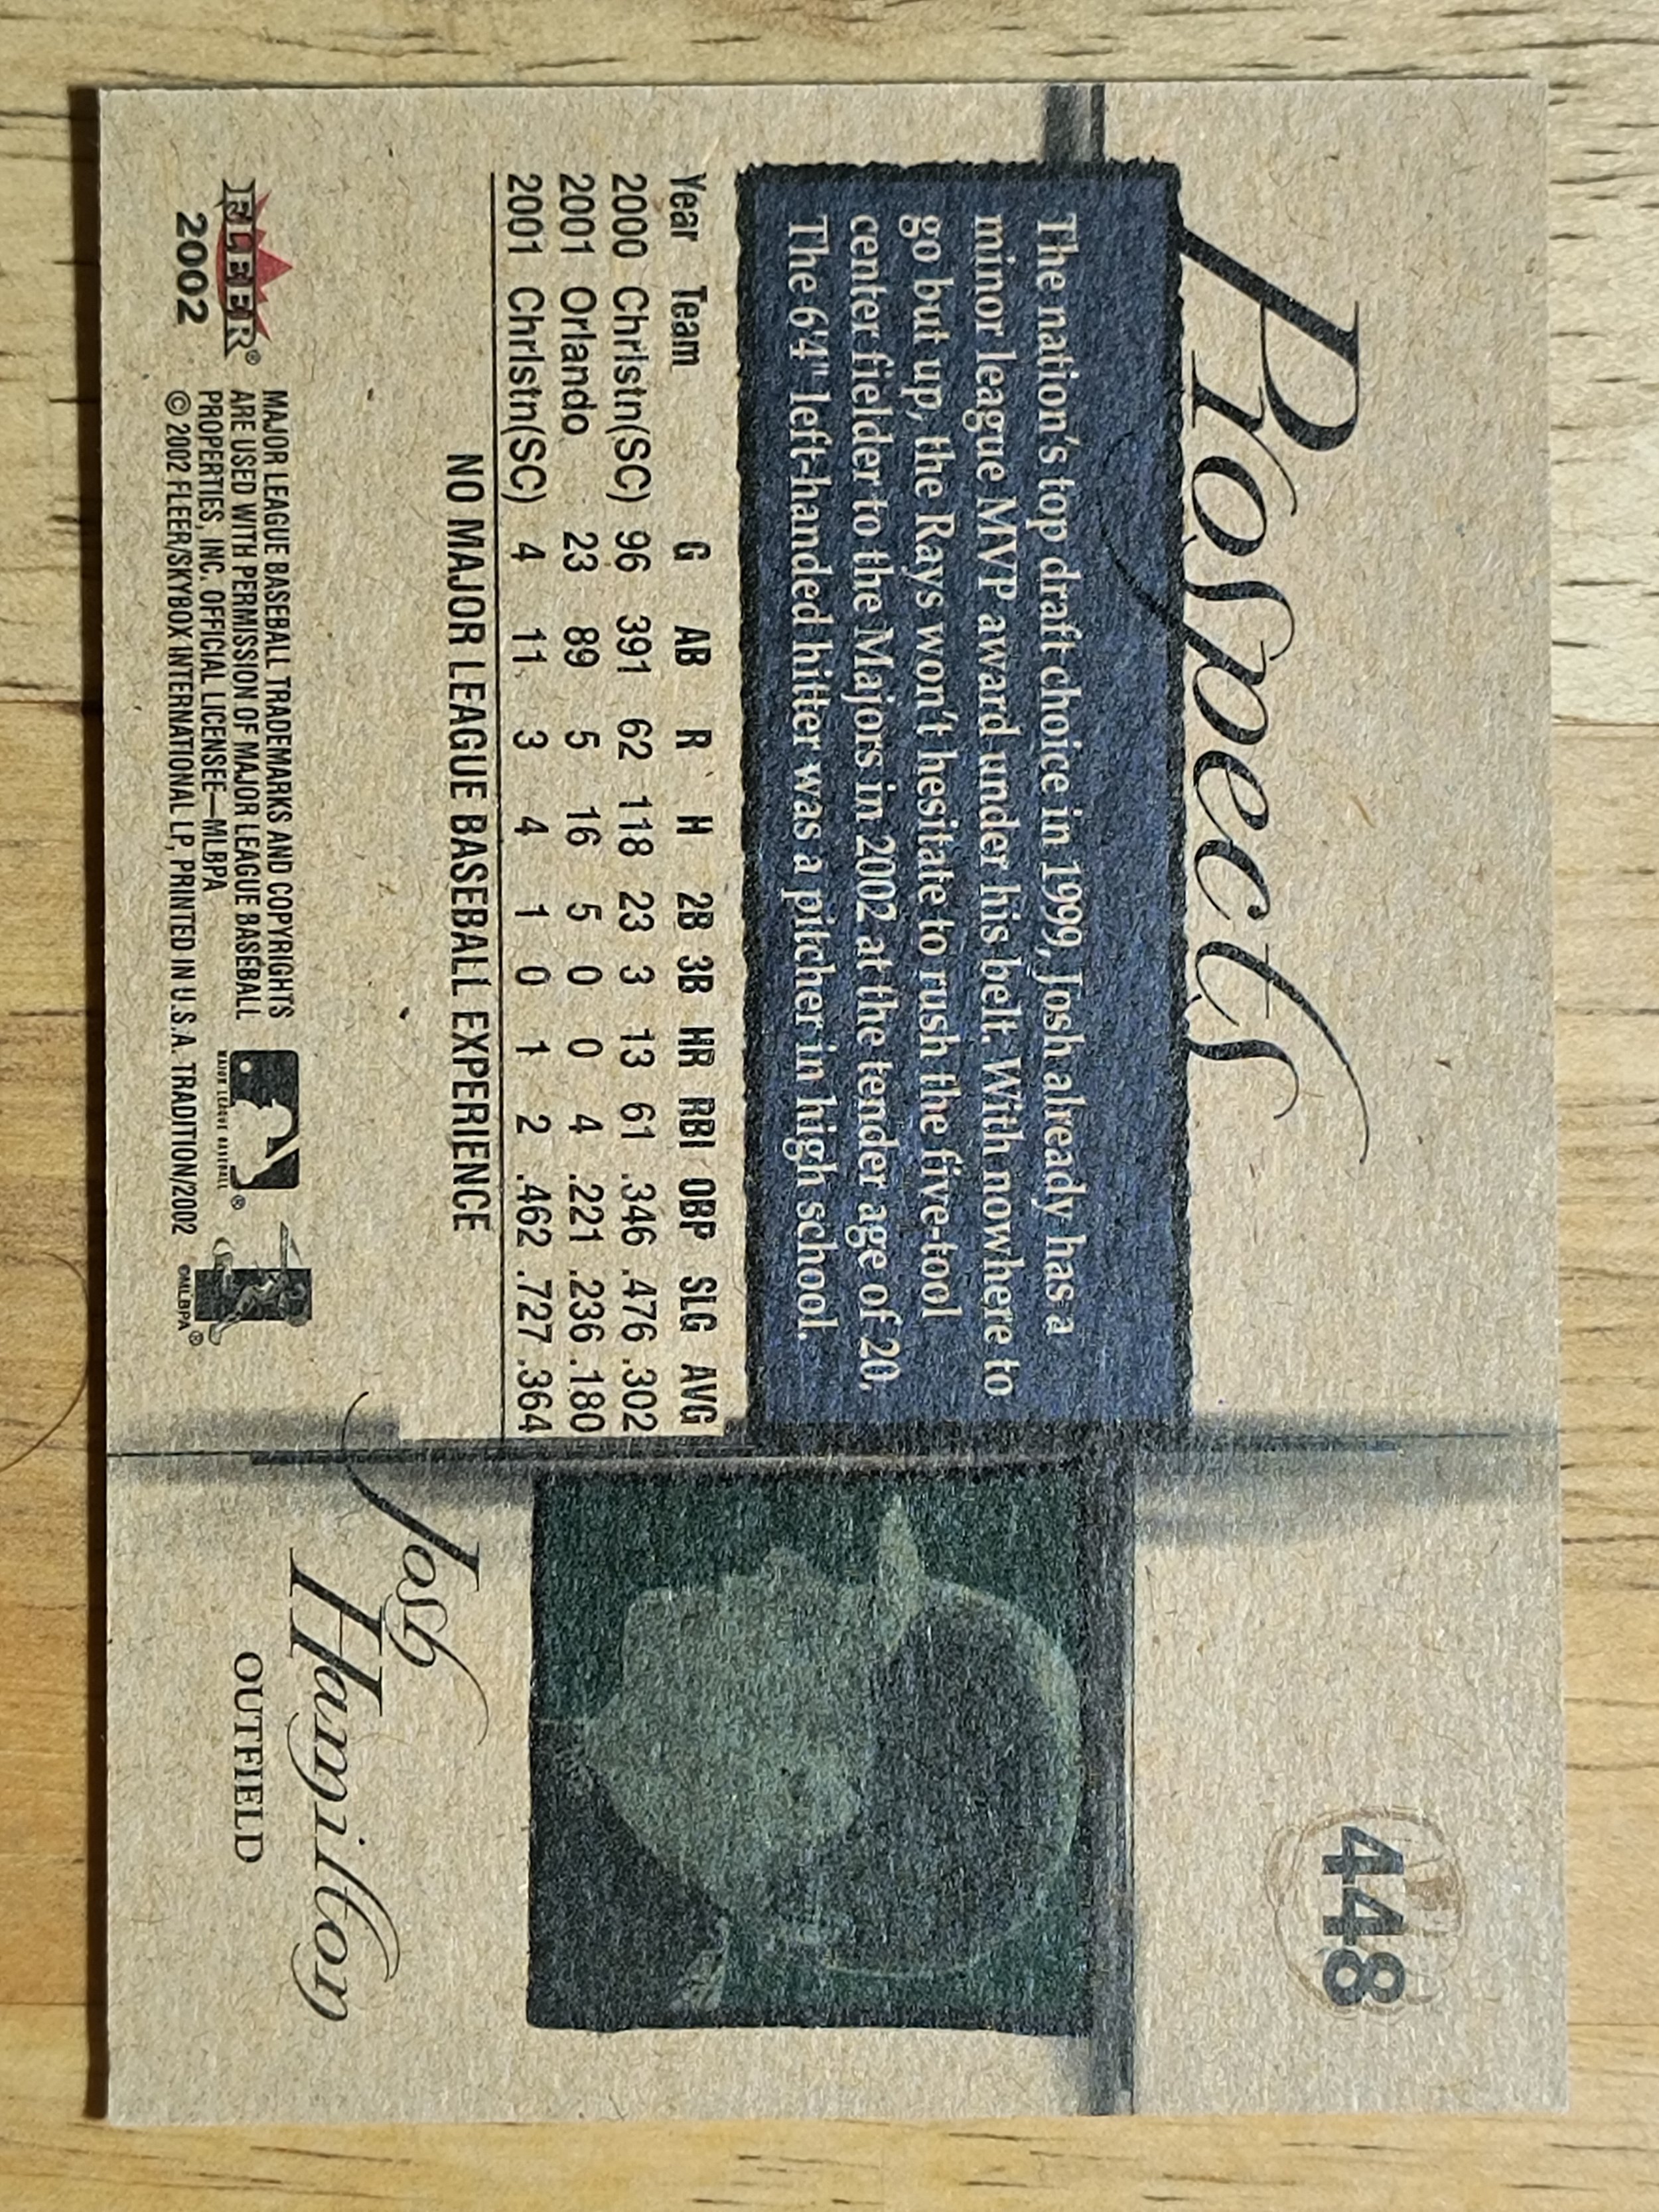 Prospects
448
The nation's top draft choice in 1999, Josh already has a
minor league MVP award under his belt. With nowhere to
go but up, the Rays won't hesitate to rush the five-tool
center fielder to the Majors in 2002 at the tender age of 20.
The 6'4" left-handed hitter was a pitcher in high school.
Year Team G AB R H 2B 3B HR RBI OBP SLG AVG
2000 Chrlstn(SC) 96 391 62 118 23 3 13 61 .346 .476 .302
2001 Orlando 23 89 5 16 5 0 0 4 .221 .236 .180
2001 Chrlstn(SC) 4 11 3 4 1 0 1 2 .462 .727 .364
NO MAJOR LEAGUE BASEBALL EXPERIENCE
Josh
Hamilton
OUTFIELD
FLEER®
2002
MAJOR LEAGUE BASEBALL TRADEMARKS AND COPYRIGHTS
ARE USED WITH PERMISSION OF MAJOR LEAGUE BASEBALL
PROPERTIES, INC. OFFICIAL LICENSEE—MLBPA
© 2002 FLEER/SKYBOX INTERNATIONAL LP, PRINTED IN U.S.A. TRADITION/2002
MAJOR LEAGUE BASEBALL ®
©MLBPA ®